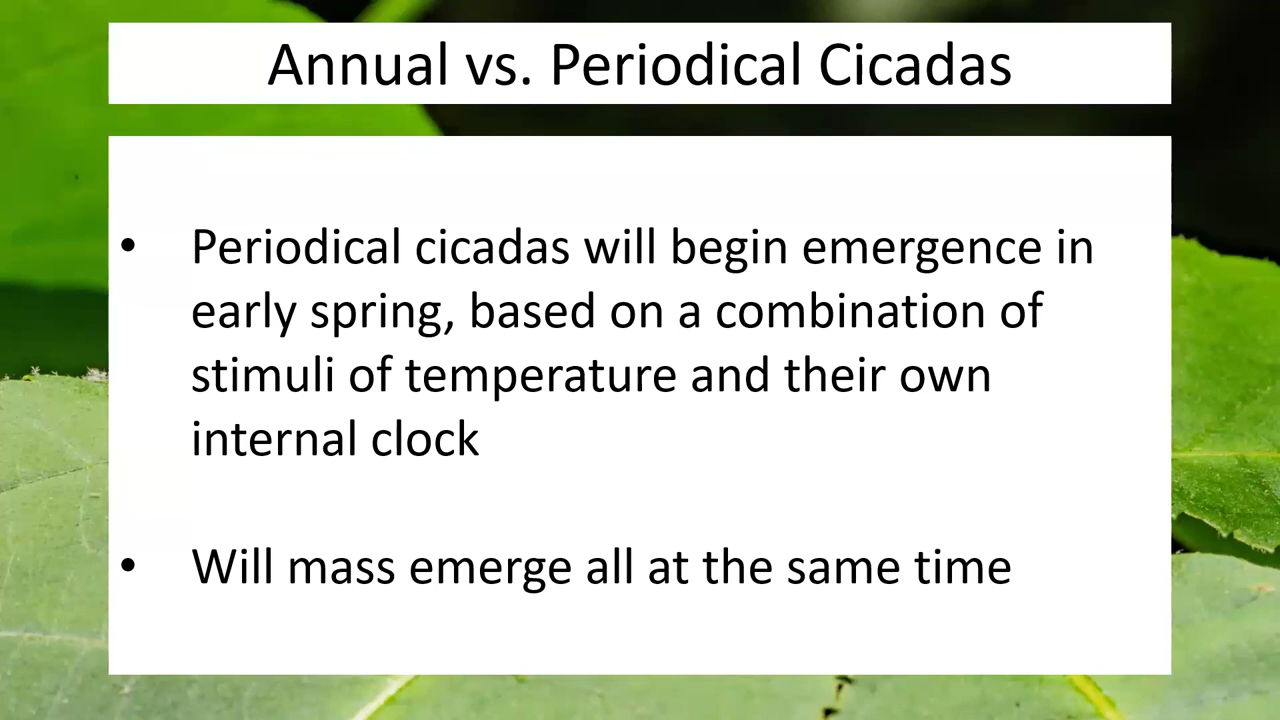 Annual vs. Periodical Cicadas
• Periodical cicadas will begin emergence in
early spring, based on a combination of
stimuli of temperature and their own
internal clock
• Will mass emerge all at the same time